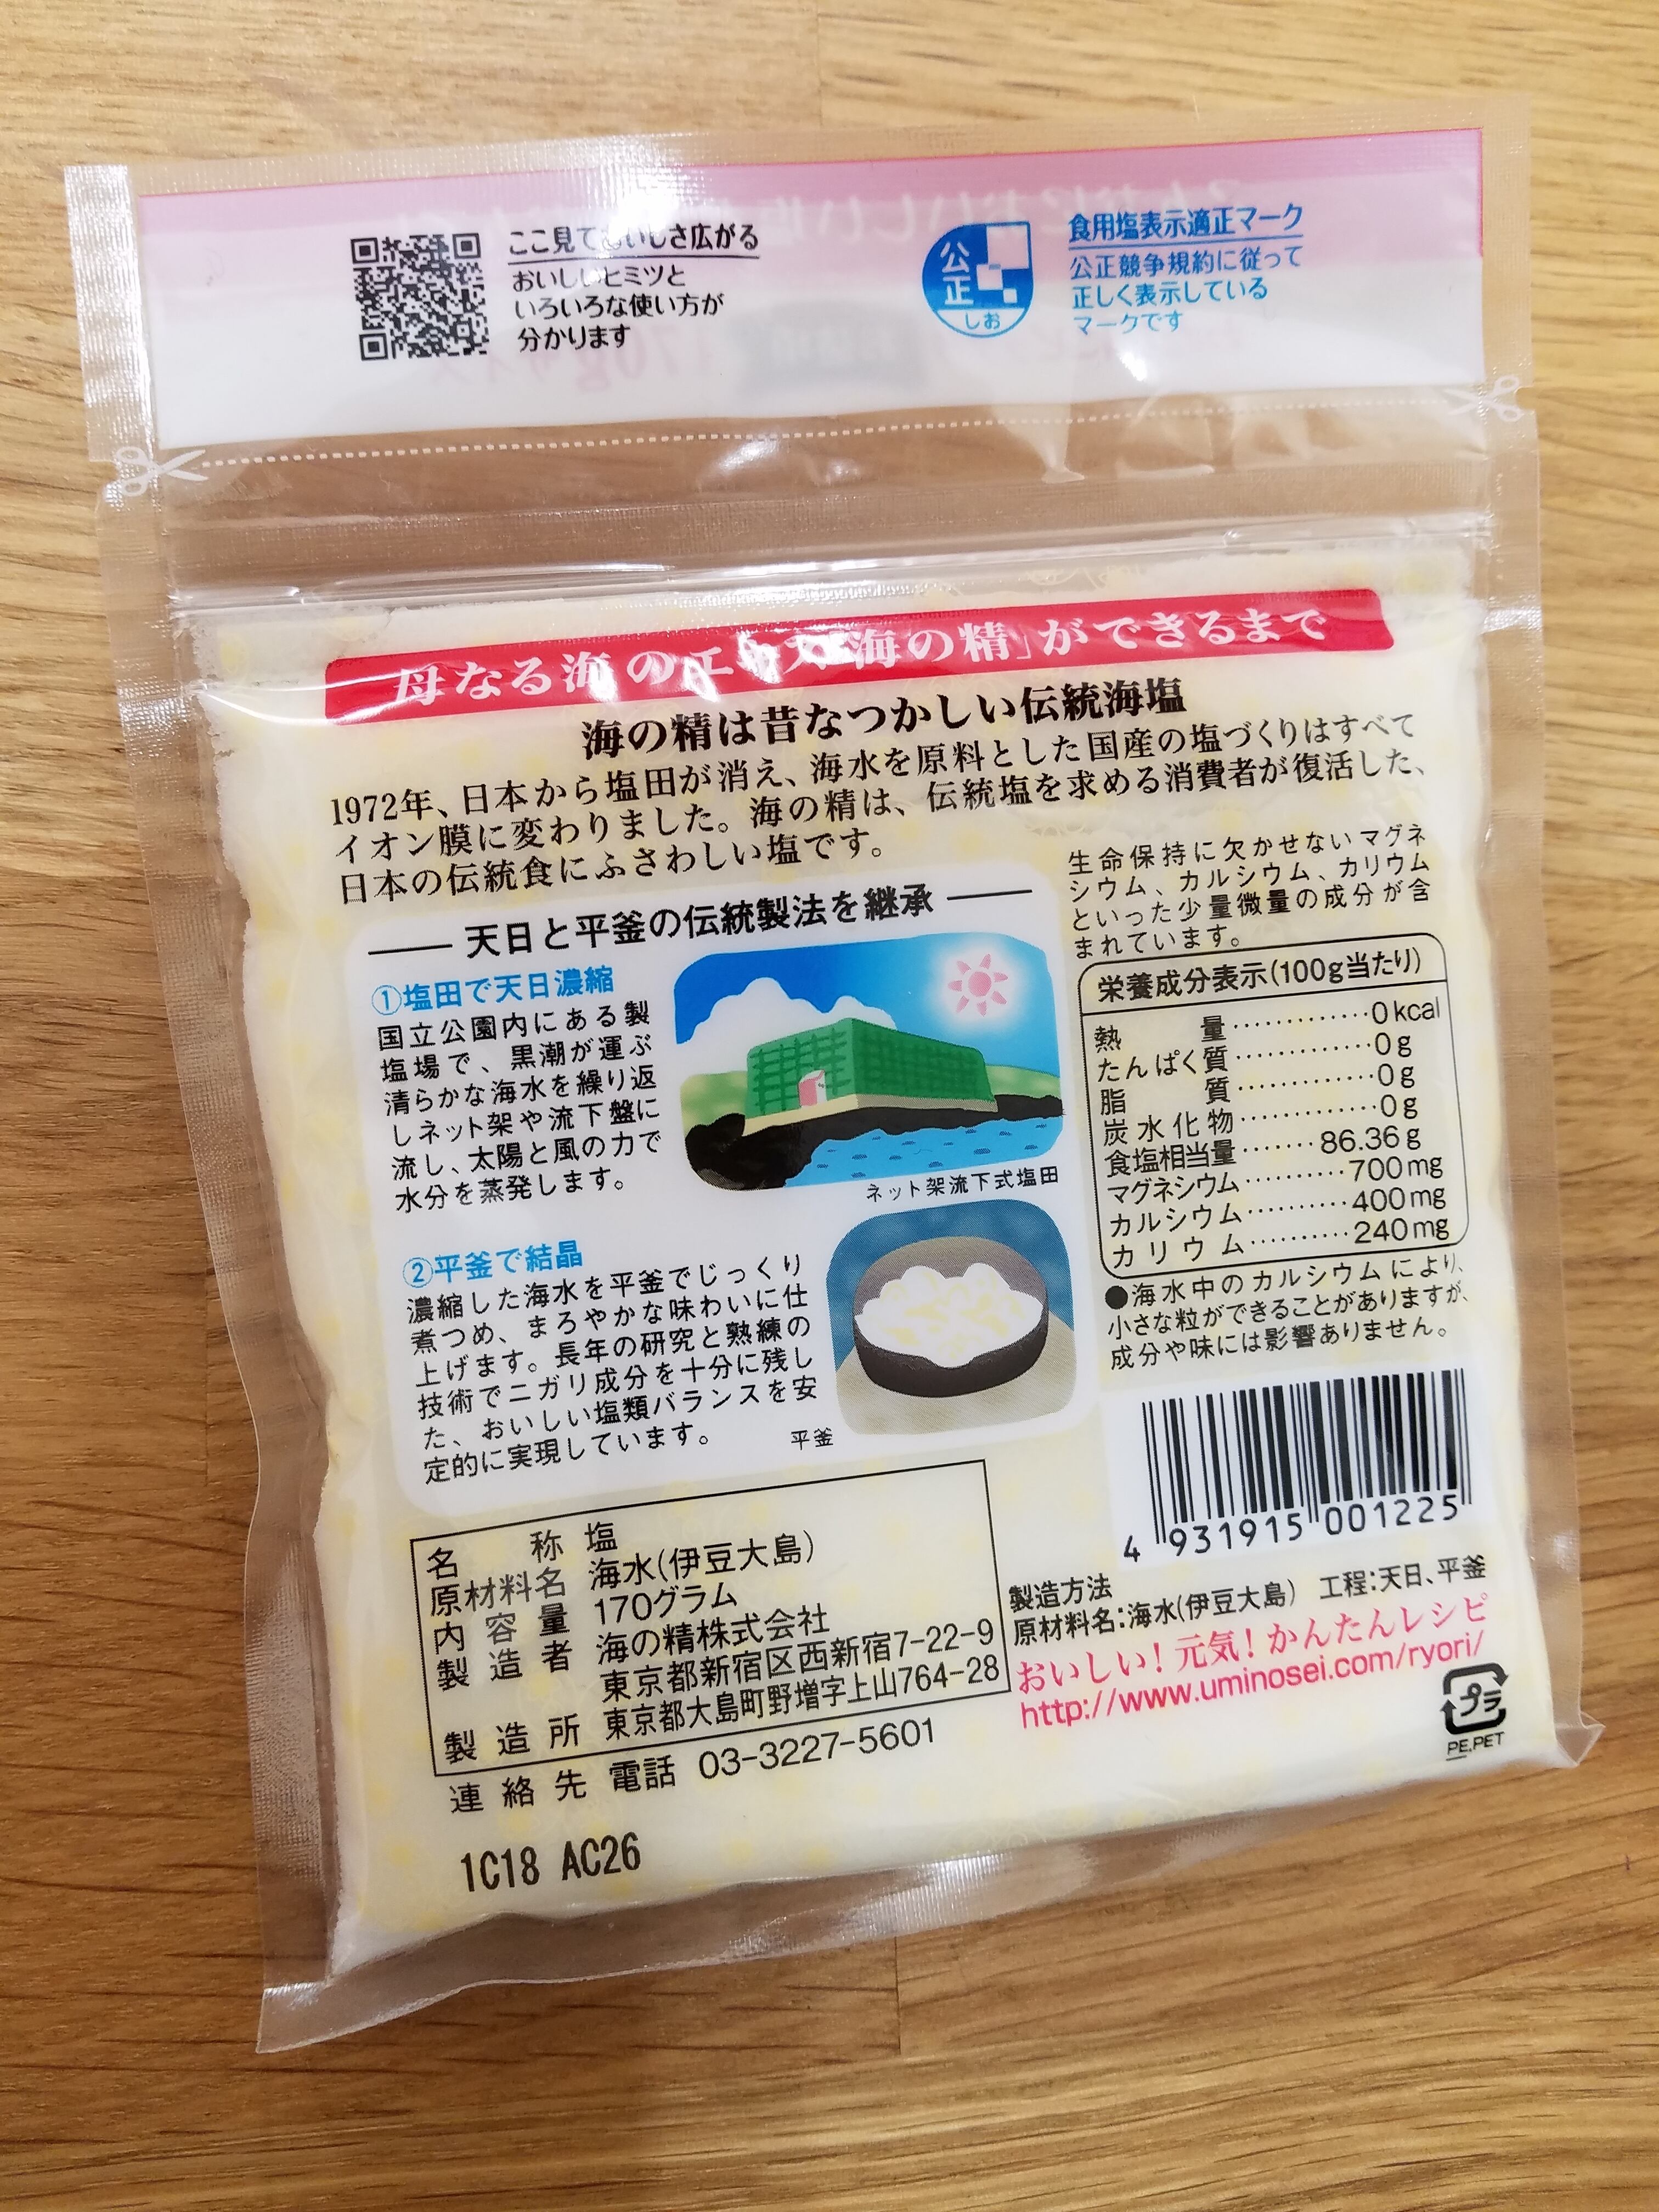 ここ見ておいしさ広がる
おいしいヒミツと
いろいろな使い方が
分かります
公正
しお
食用塩表示適正マーク
公正競争規約に従って
正しく表示している
マークです
母なる海のエキス「海の精」ができるまで
海の精は昔なつかしい伝統海塩
1972年、日本から塩田が消え、海水を原料とした国産の塩づくりはすべて
イオン膜に変わりました。海の精は、伝統塩を求める消費者が復活した、
日本の伝統食にふさわしい塩です。
天日と平釜の伝統製法を継承
①塩田で天日濃縮
国立公園内にある製
塩場で、黒潮が運ぶ
清らかな海水を繰り返
しネット架や流下盤に
流し、太陽と風の力で
水分を蒸発します。
ネット架流下式塩田
②平釜で結晶
濃縮した海水を平釜でじっくり
煮つめ、まろやかな味わいに仕
上げます。長年の研究と熟練の
技術でニガリ成分を十分に残し
た、おいしい塩類バランスを安
定的に実現しています。
平釜
生命保持に欠かせないマグネ
シウム、カルシウム、カリウム
といった少量微量の成分が含
まれています。
栄養成分表示(100g当たり)
熱量‥‥‥‥‥‥0kcal
たんぱく質‥‥‥‥‥‥0g
脂質‥‥‥‥‥‥0g
炭水化物‥‥‥‥‥‥0g
食塩相当量‥‥‥86.36g
マグネシウム‥‥‥‥700mg
カルシウム‥‥‥‥400mg
カリウム‥‥‥‥240mg
●海水中のカルシウムにより、
小さな粒ができることがありますが、
成分や味には影響ありません。
4 931915 001225
名称 塩
原材料名 海水(伊豆大島)
内容量 170グラム
製造者 海の精株式会社
東京都新宿区西新宿7-22-9
製造所 東京都大島町野増字上山764-28
連絡先 電話 03-3227-5601
製造方法
原材料名:海水(伊豆大島) 工程:天日、平釜
おいしい!元気!かんたんレシピ
http://www.uminosei.com/ryori/
プラ
PE,PET
1C18 AC26